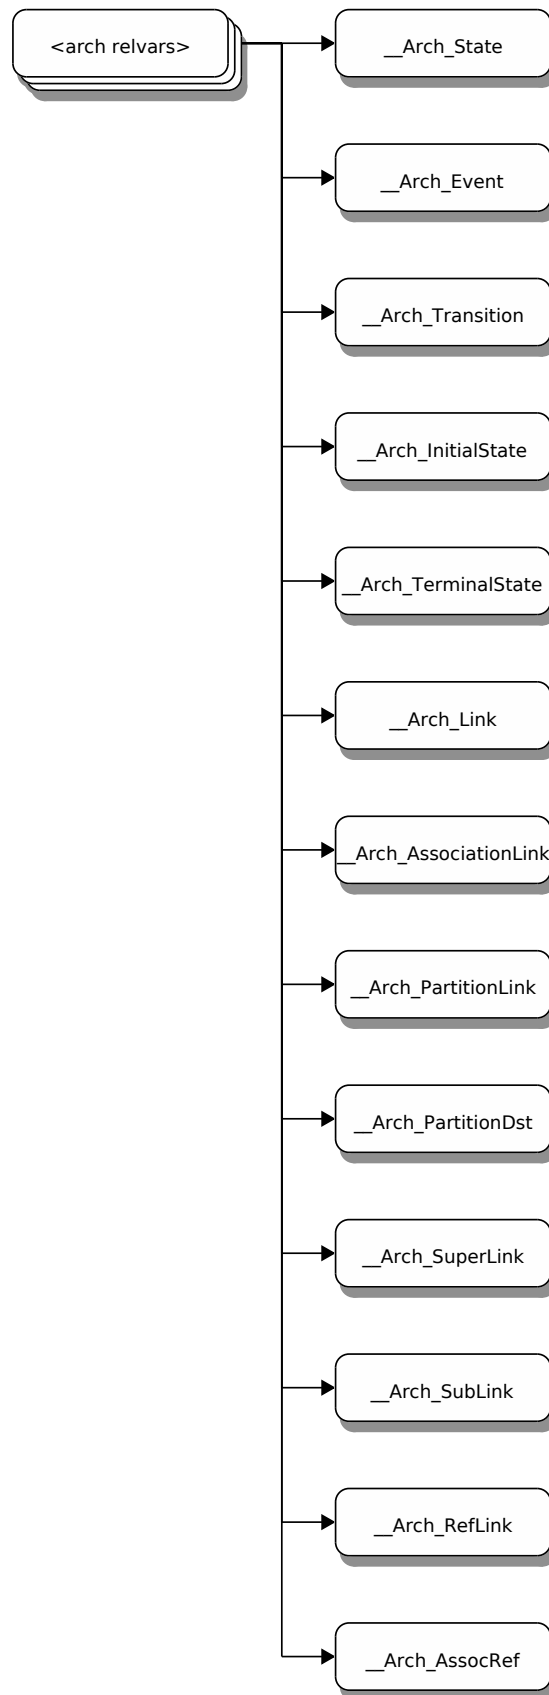 <arch relvars>
__Arch_State
__Arch_Event
__Arch_Transition
__Arch_InitialState
__Arch_TerminalState
__Arch_Link
__Arch_AssociationLink
__Arch_PartitionLink
__Arch_PartitionDst
__Arch_SuperLink
__Arch_SubLink
__Arch_RefLink
__Arch_AssocRef